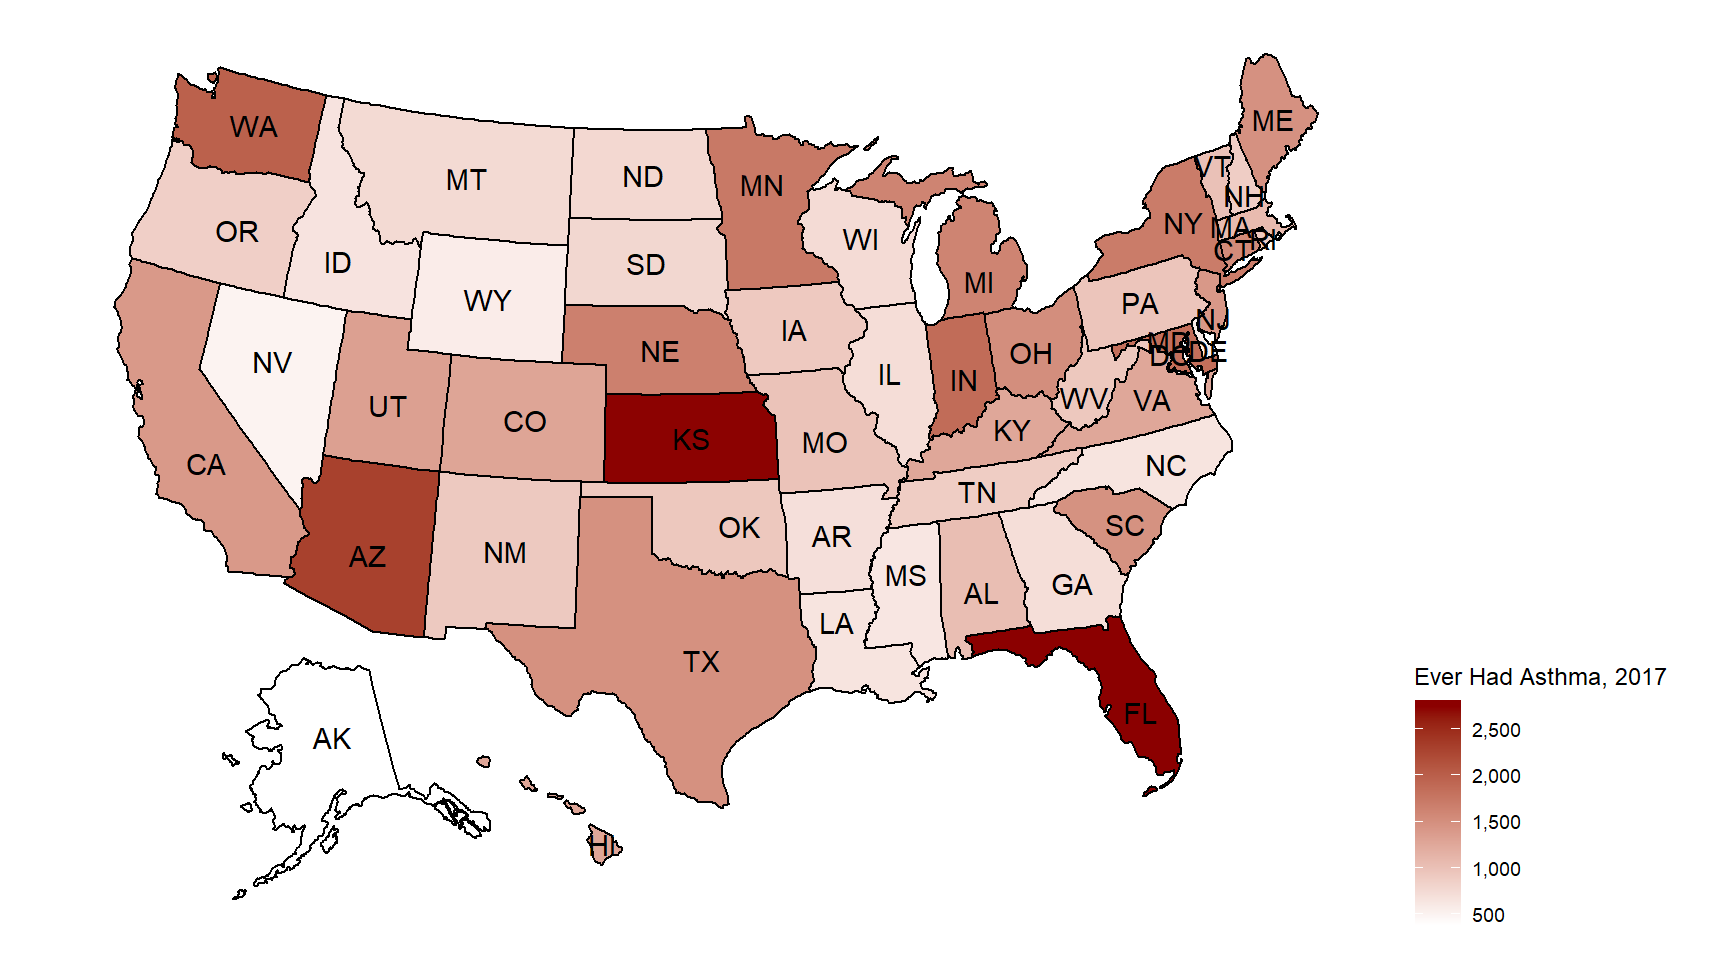 ME
WA
VT
MT
ND
MN
NH
NY
OR
MA
WI
RI
CT
ID
SD
MI
WY
PA
NJ
IA
MD
NE
OH
DC
DE
NV
IL
IN
UT
WV
VA
CO
KY
KS
MO
CA
NC
TN
SC
OK
AR
NM
AZ
MS
GA
AL
LA
TX
FL
AK
HI
Ever Had Asthma, 2017
2,500
2,000
1,500
1,000
500